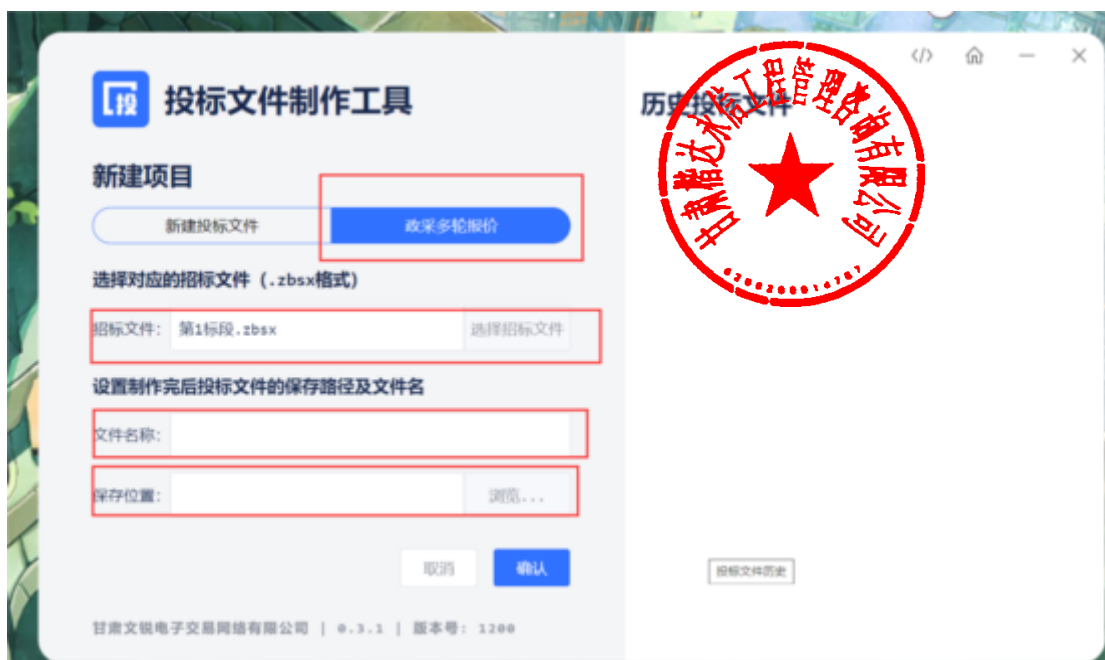 投标文件制作工具
新建项目
新建投标文件
政采多轮报价
选择对应的招标文件 (.zbsx格式)
招标文件: 第1标段.zbsx 选择招标文件
设置制作完后投标文件的保存路径及文件名
文件名称:
保存位置: 浏览...
取消 确认
甘肃文锐电子交易网络有限公司 | 0.3.1 | 版本号: 1200
</>
历史投标文件
投标文件历史